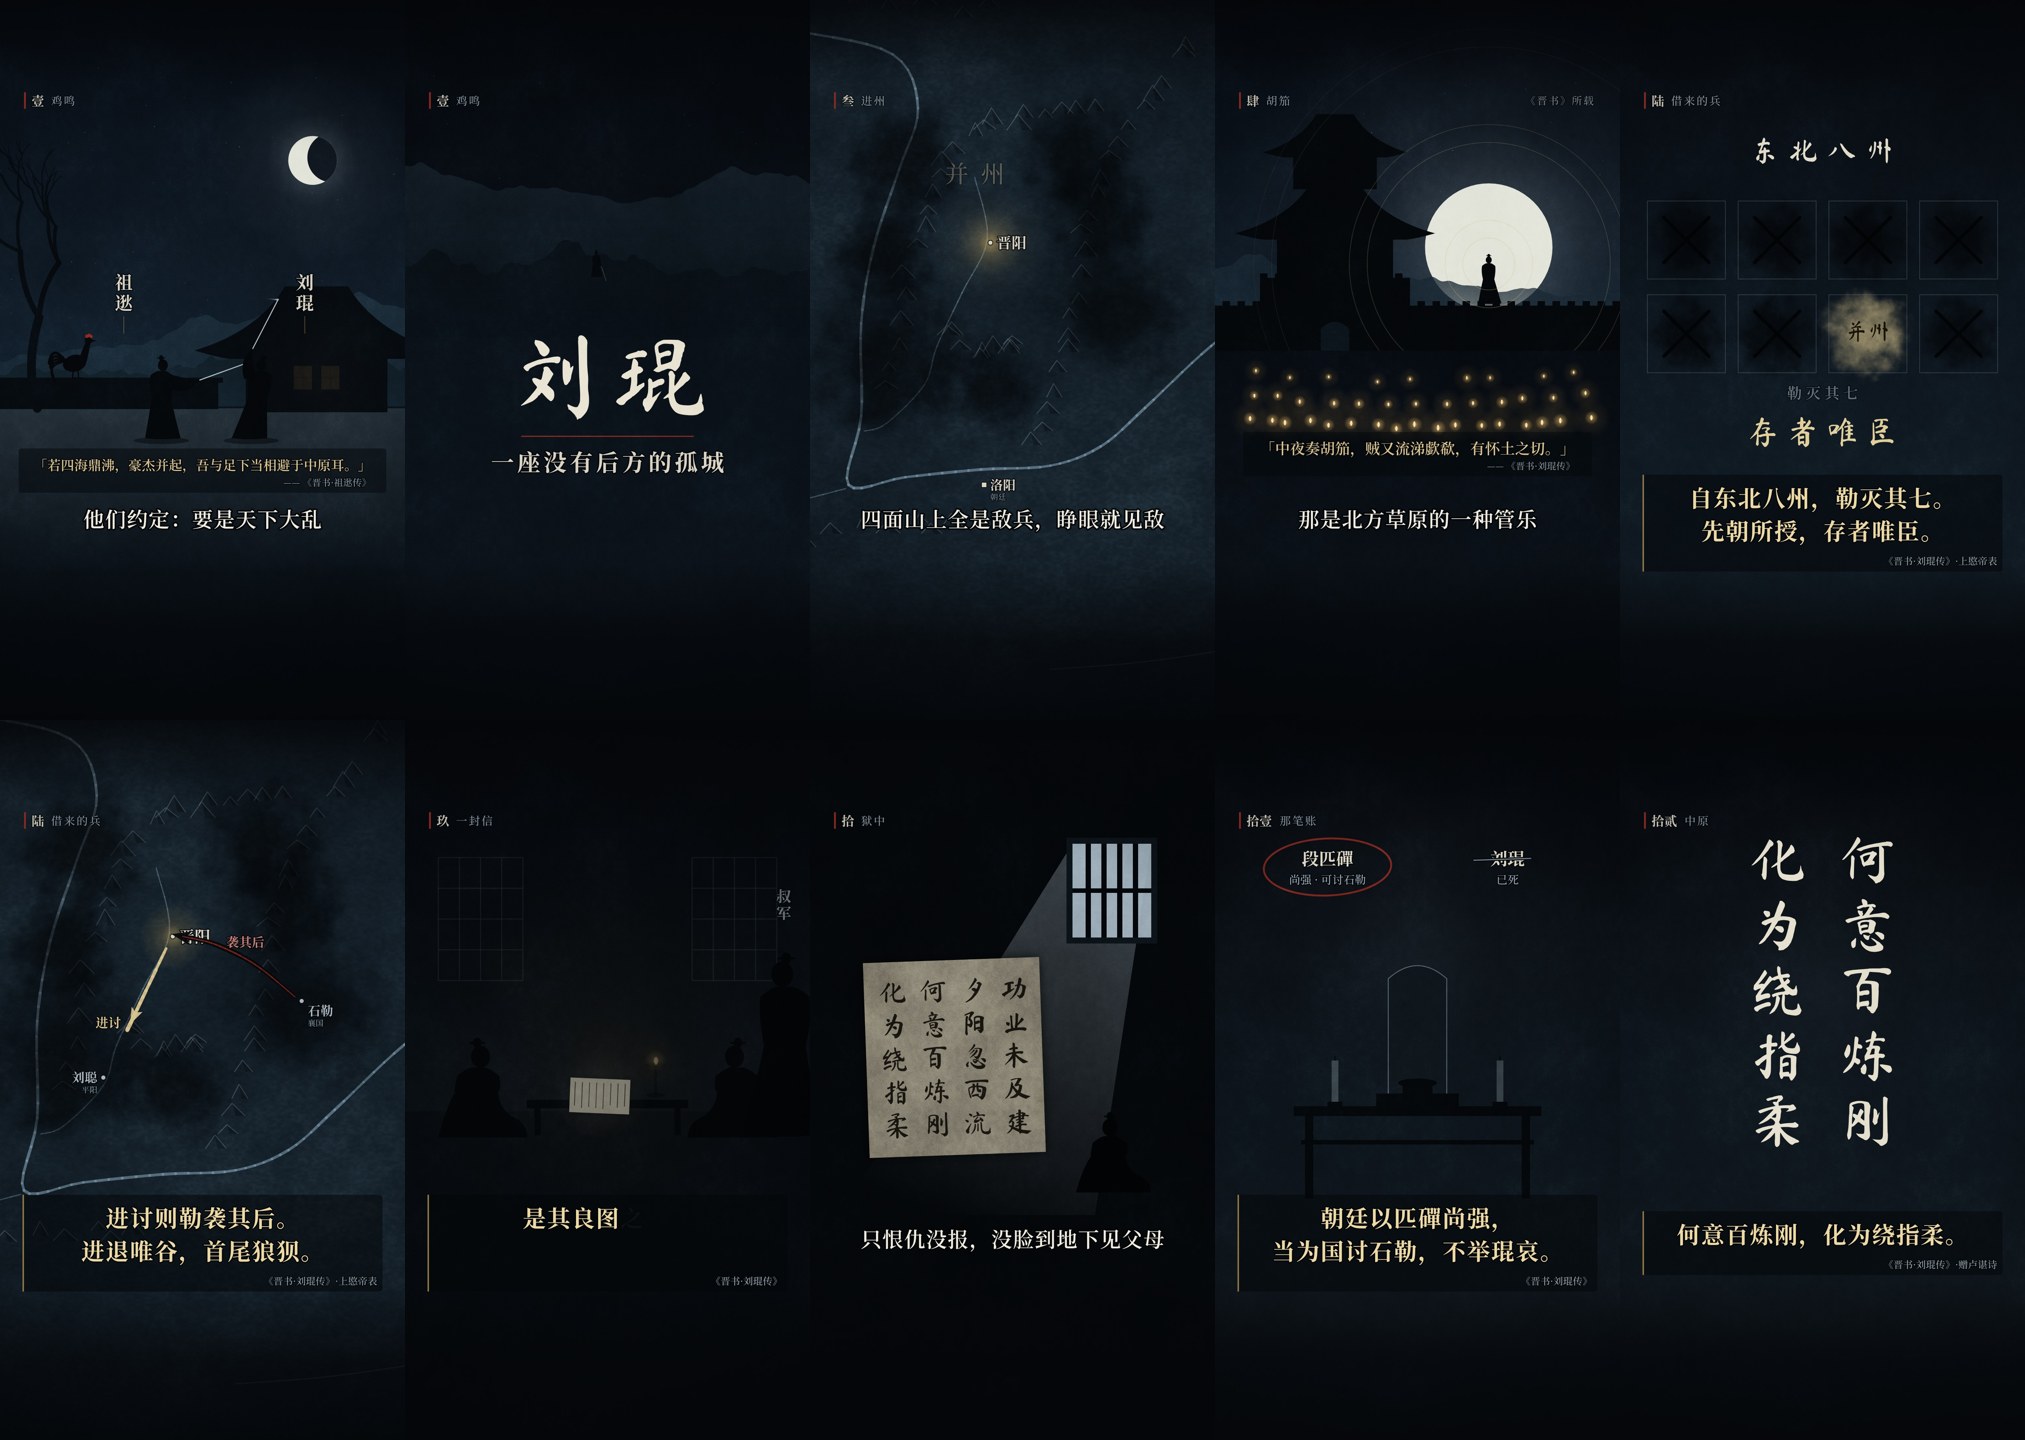 壹 鸡鸣
祖逖
刘琨
「若四海鼎沸，豪杰并起，吾与足下当相避于中原耳。」
——《晋书·祖逖传》
他们约定：要是天下大乱
壹 鸡鸣
刘琨
一座没有后方的孤城
叁 进州
并州
晋阳
洛阳
朝廷
四面山上全是敌兵，睁眼就见敌
肆 胡笳
《晋书》所载
「中夜奏胡笳，贼又流涕歔欷，有怀土之切。」
——《晋书·刘琨传》
那是北方草原的一种管乐
陆 借来的兵
东北八州
并州
勒灭其七
存者唯臣
自东北八州，勒灭其七。
先朝所授，存者唯臣。
《晋书·刘琨传》·上愍帝表
陆 借来的兵
晋阳
袭其后
石勒
襄国
进讨
刘聪
平阳
进讨则勒袭其后。
进退唯谷，首尾狼狈。
《晋书·刘琨传》·上愍帝表
玖 一封信
叔军
是其良图之
《晋书·刘琨传》
拾 狱中
功业未及建
夕阳忽西流
何意百炼刚
化为绕指柔
只恨仇没报，没脸到地下见父母
拾壹 那笔账
段匹磾
尚强·可讨石勒
刘琨
已死
朝廷以匹磾尚强，
当为国讨石勒，不举琨哀。
《晋书·刘琨传》
拾贰 中原
何意百炼刚
化为绕指柔
何意百炼刚，化为绕指柔。
《晋书·刘琨传》·赠卢谌诗